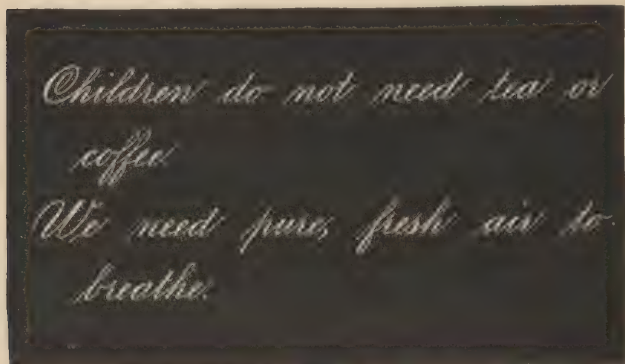 Children do not need tea or
coffee.
We need pure, fresh air to
breathe.